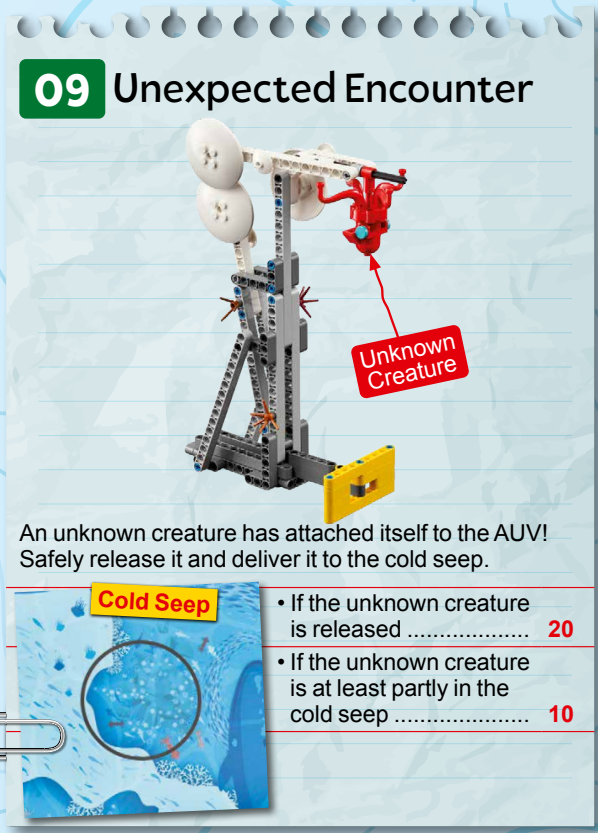 09 Unexpected Encounter
Unknown
Creature
An unknown creature has attached itself to the AUV!
Safely release it and deliver it to the cold seep.
Cold Seep
• If the unknown creature
is released ................... 20
• If the unknown creature
is at least partly in the
cold seep ..................... 10